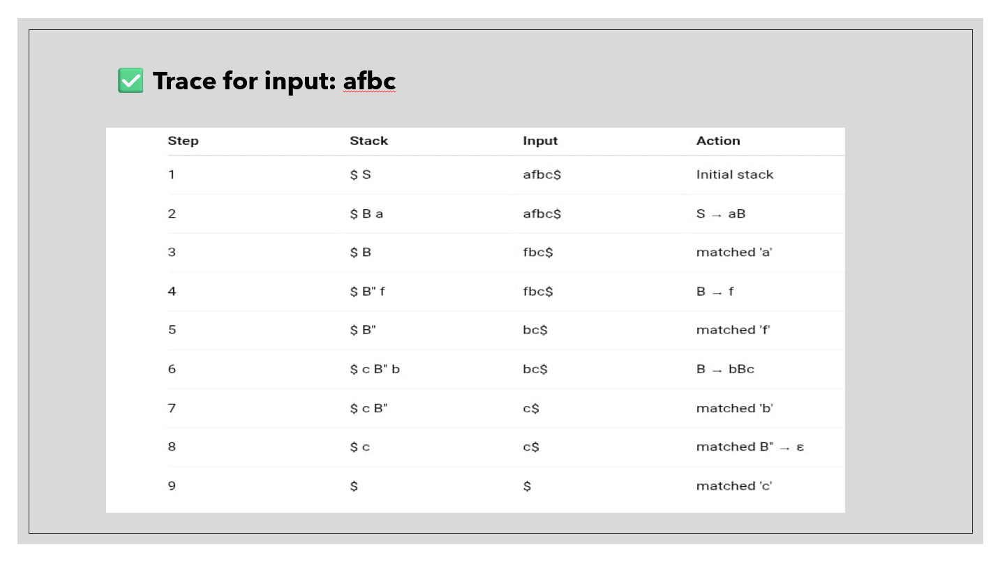 ✅ Trace for input: afbc
Step Stack Input Action
1 $ S afbc$ Initial stack
2 $ B a afbc$ S → aB
3 $ B fbc$ matched 'a'
4 $ B" f fbc$ B → f
5 $ B" bc$ matched 'f'
6 $ c B" b bc$ B → bBc
7 $ c B" c$ matched 'b'
8 $ c c$ matched B" → ε
9 $ $ matched 'c'